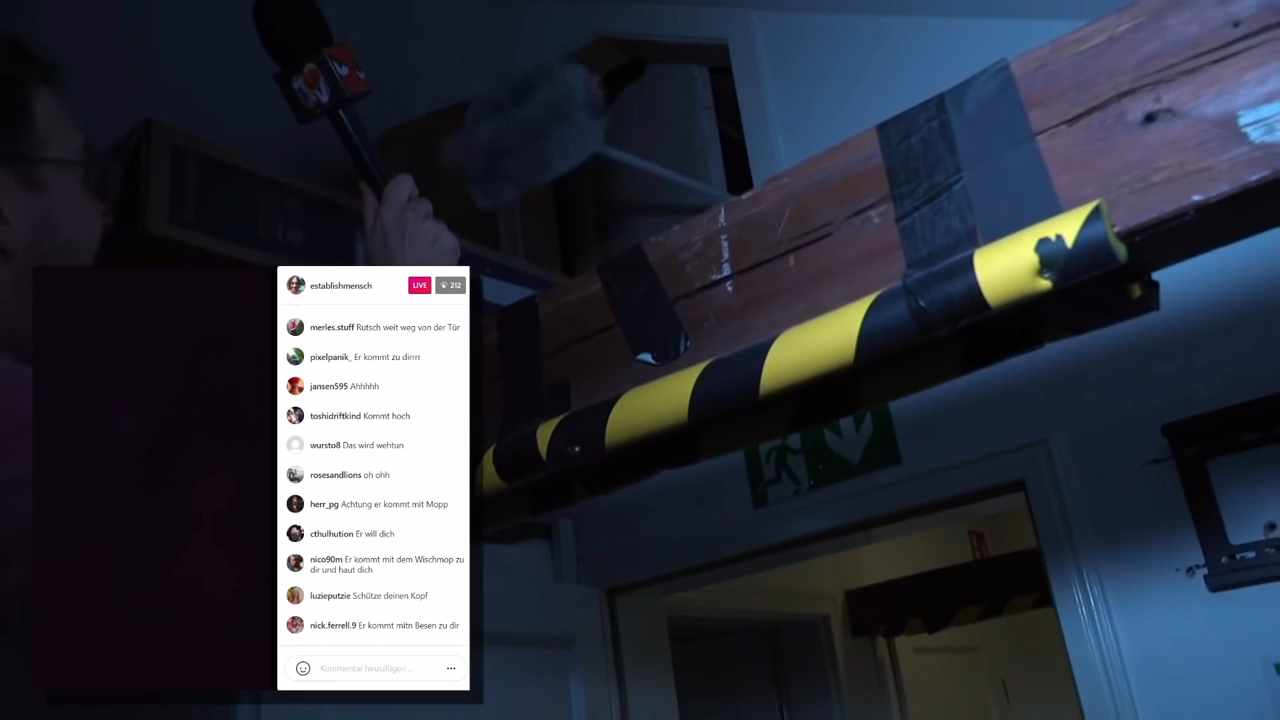 establishmensch LIVE 212
merles.stuff Rutsch weit weg von der Tür
pixelpanik_ Er kommt zu dirrrr
jansen595 Ahhhhh
toshidriftkind Kommt hoch
wursto8 Das wird wehtun
rosesandlions oh ohh
herr_pg Achtung er kommt mit Mopp
cthulhution Er will dich
nico90m Er kommt mit dem Wischmop zu
dir und haut dich
luzieputzie Schütze deinen Kopf
nick.ferrell.9 Er kommt mitn Besen zu dir
Kommentar hinzufügen ...